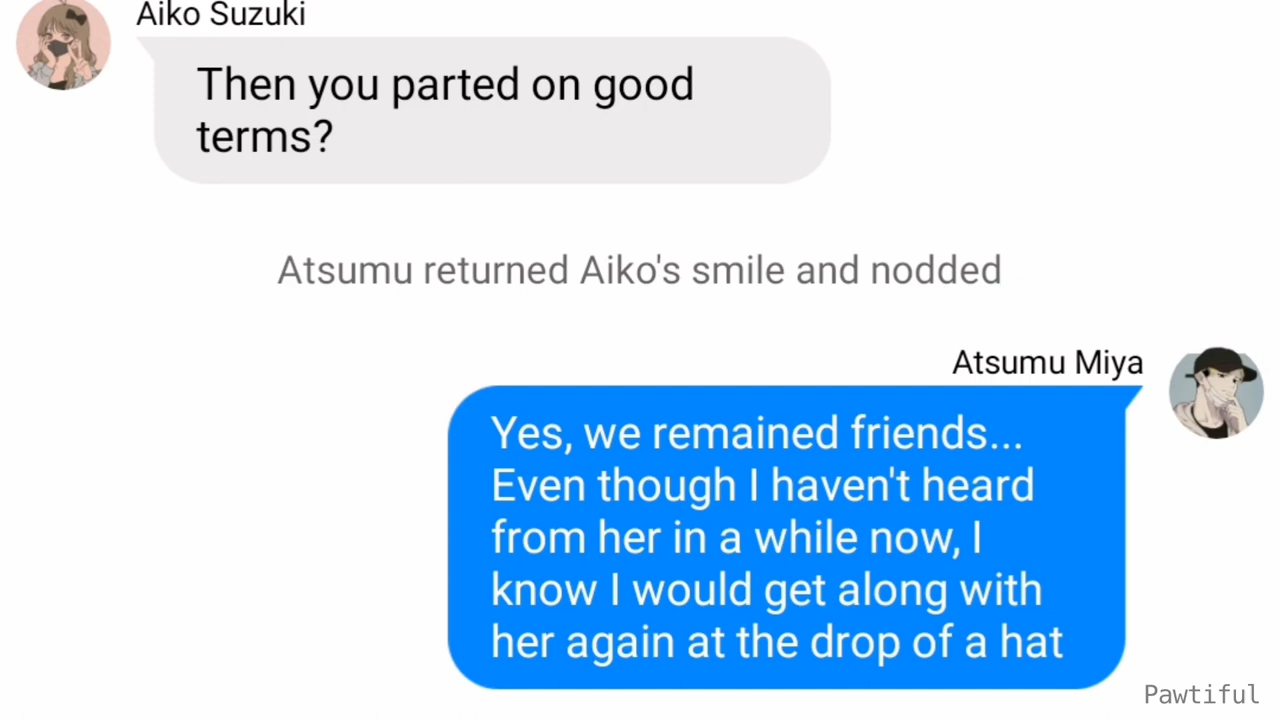 Aiko Suzuki
Then you parted on good
terms?
Atsumu returned Aiko's smile and nodded
Atsumu Miya
Yes, we remained friends...
Even though I haven't heard
from her in a while now, I
know I would get along with
her again at the drop of a hat
Pawtiful